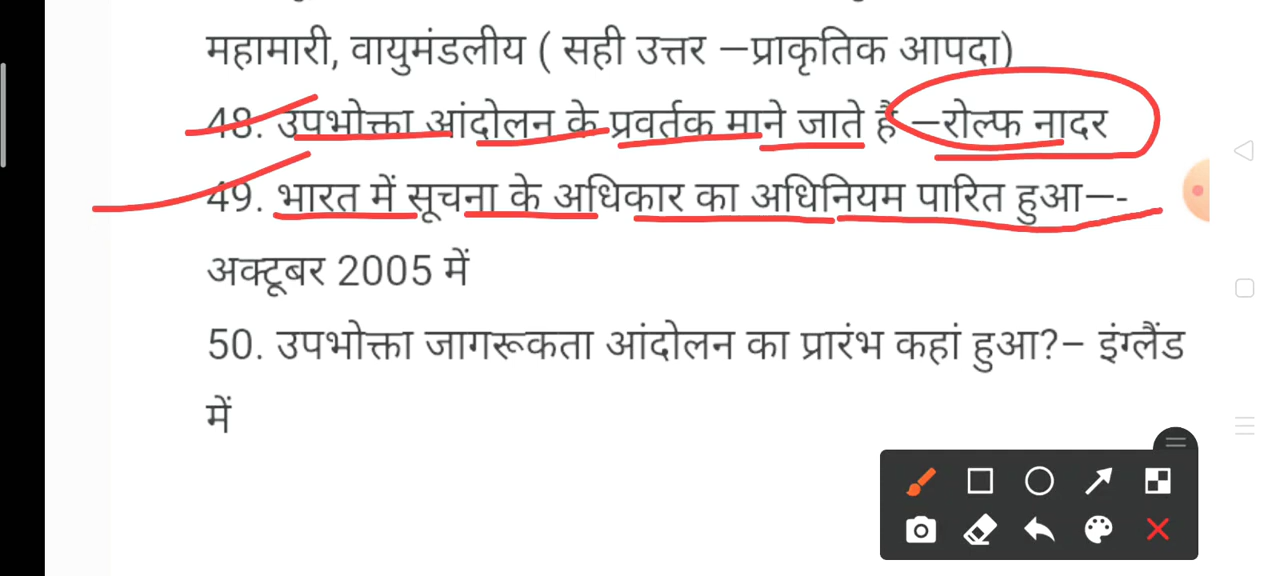 महामारी, वायुमंडलीय ( सही उत्तर –प्राकृतिक आपदा)
48. उपभोक्ता आंदोलन के प्रवर्तक माने जाते है –रोल्फ नादर
49. भारत में सूचना के अधिकार का अधिनियम पारित हुआ–-
अक्टूबर 2005 में
50. उपभोक्ता जागरूकता आंदोलन का प्रारंभ कहां हुआ?– इंग्लैंड
में